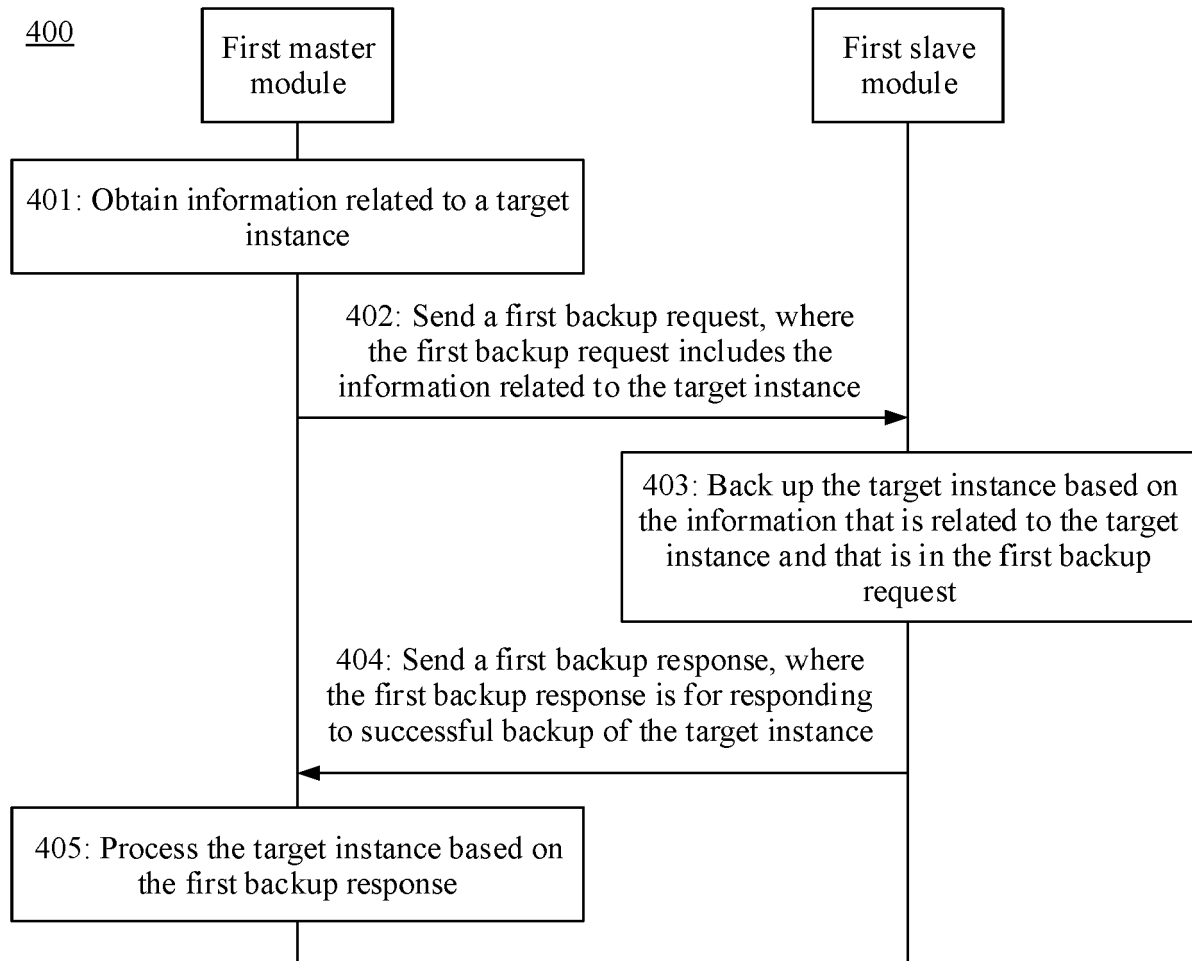 400
First master
module
First slave
module
401: Obtain information related to a target
instance
402: Send a first backup request, where
the first backup request includes the
information related to the target instance
403: Back up the target instance based on
the information that is related to the target
instance and that is in the first backup
request
404: Send a first backup response, where
the first backup response is for responding
to successful backup of the target instance
405: Process the target instance based on
the first backup response